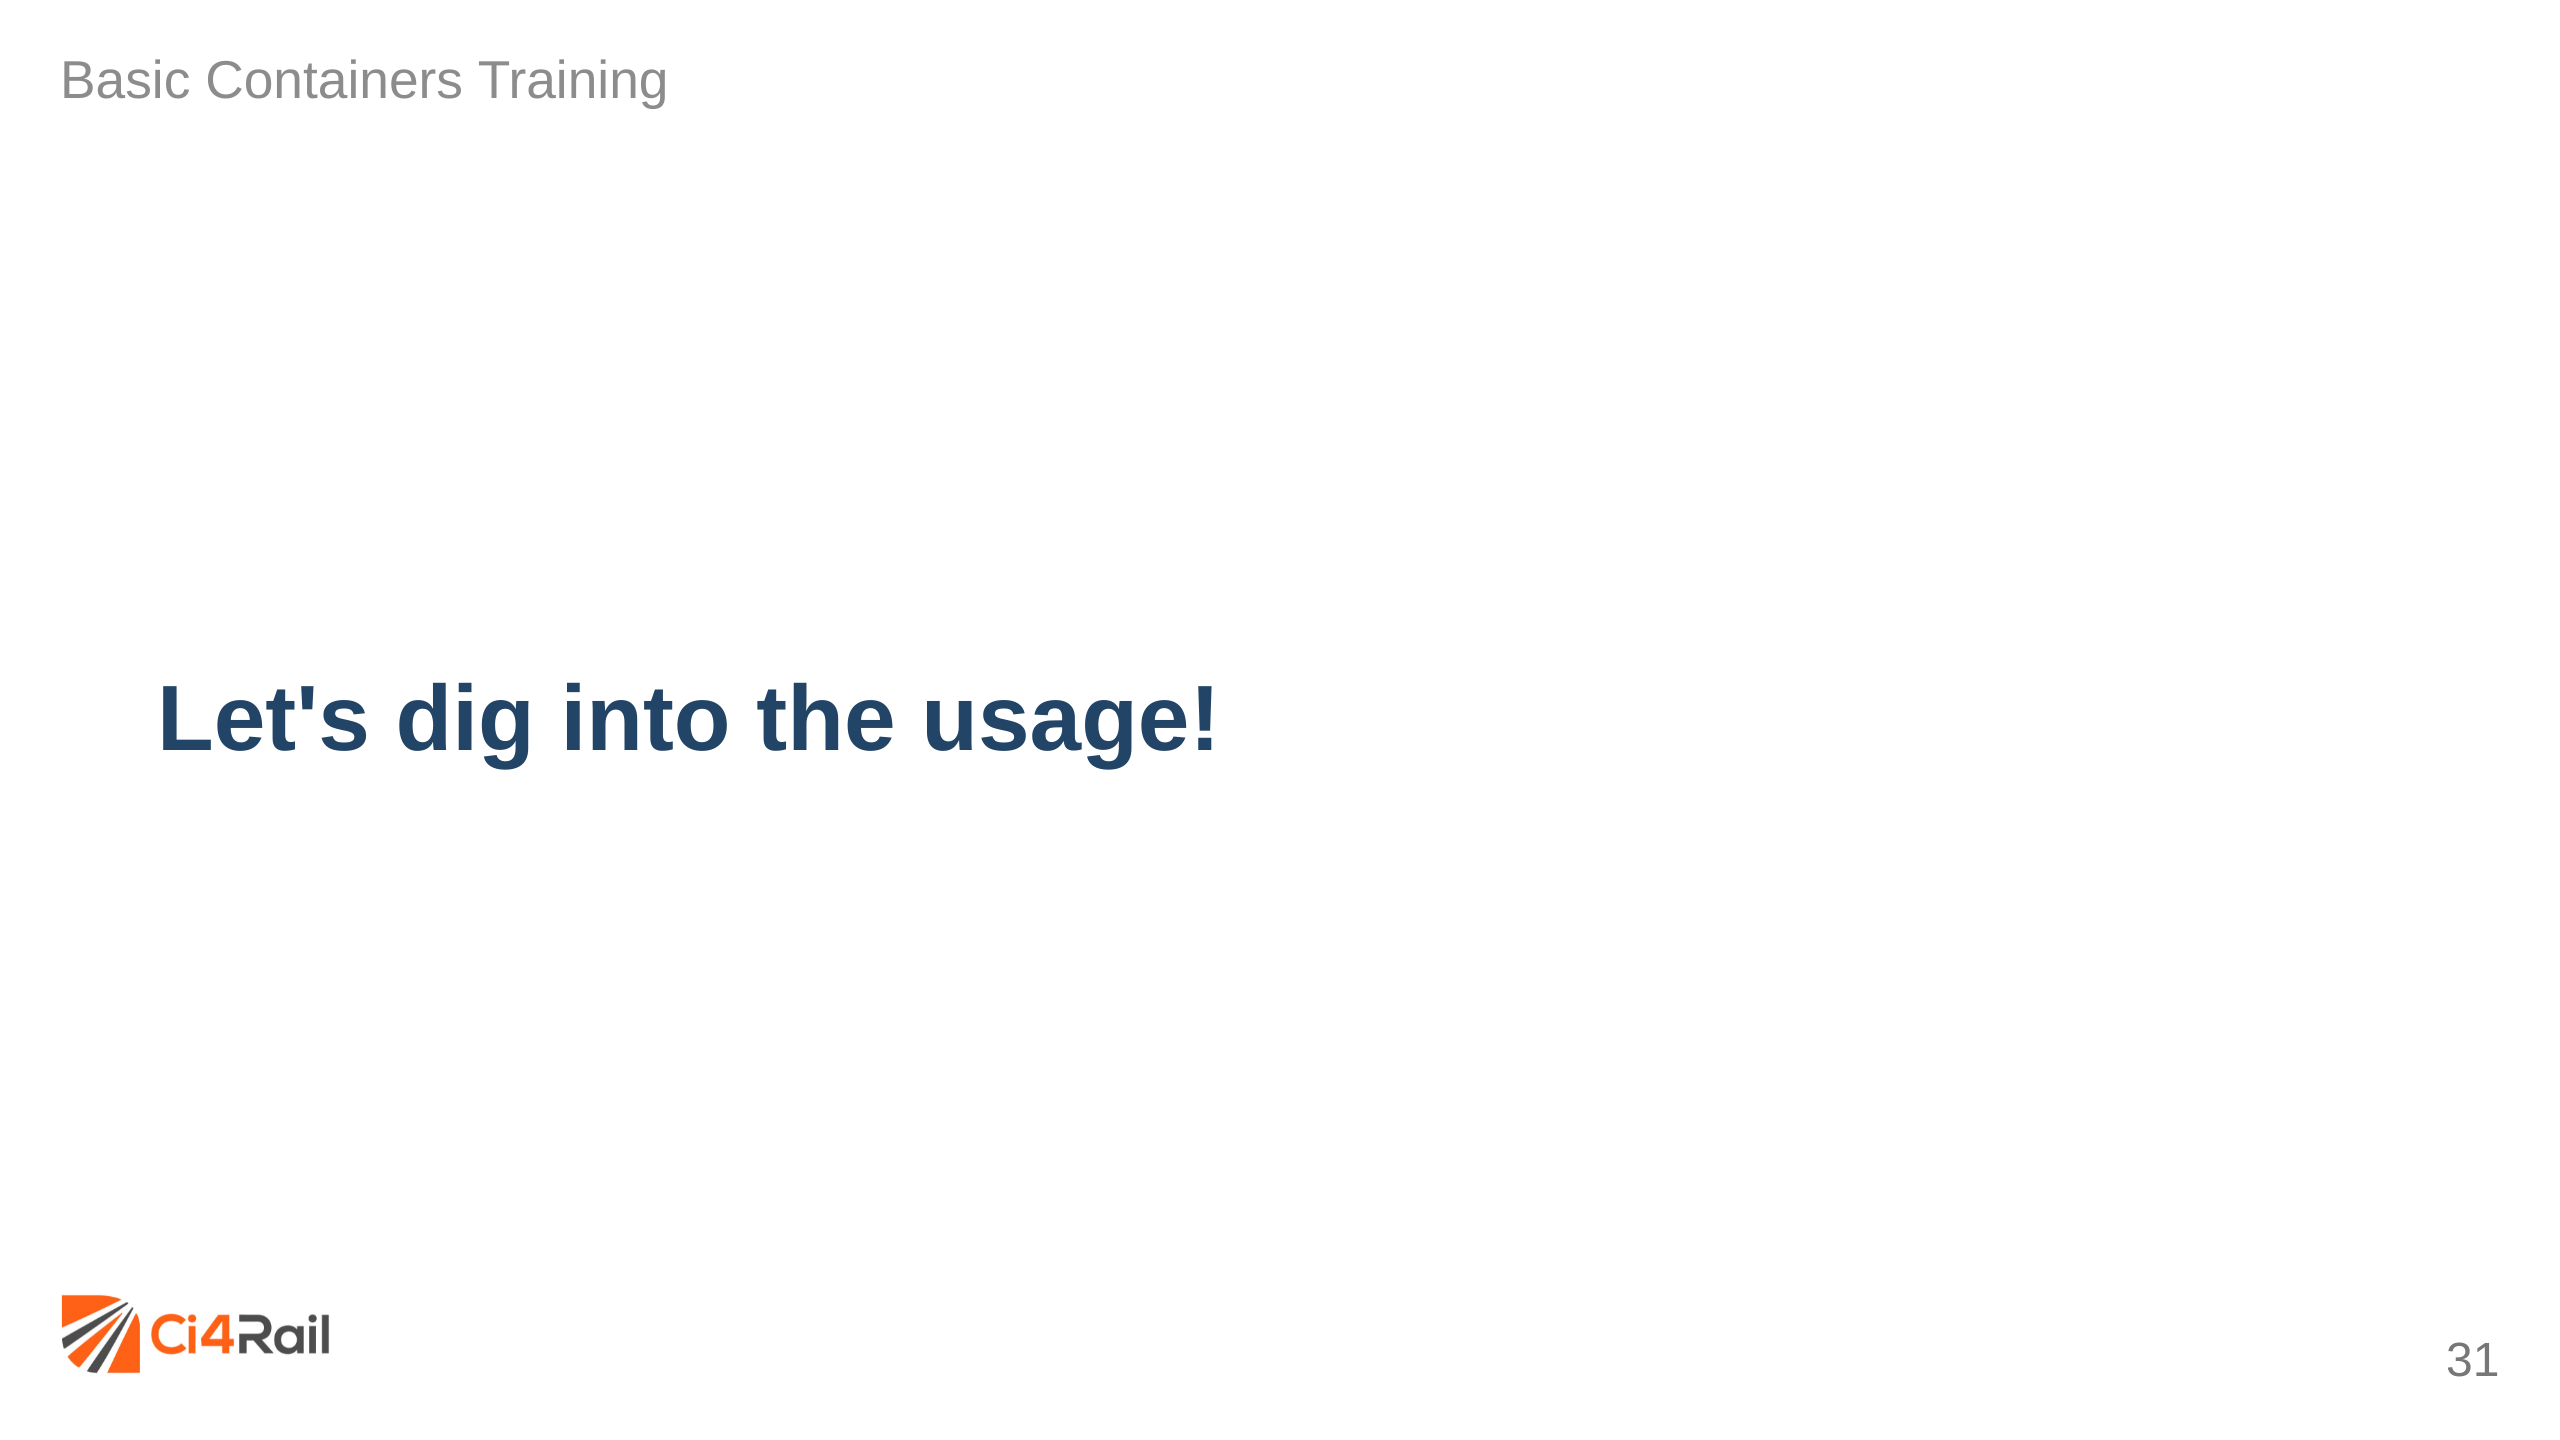 Basic Containers Training
Let's dig into the usage!
Ci4Rail
31